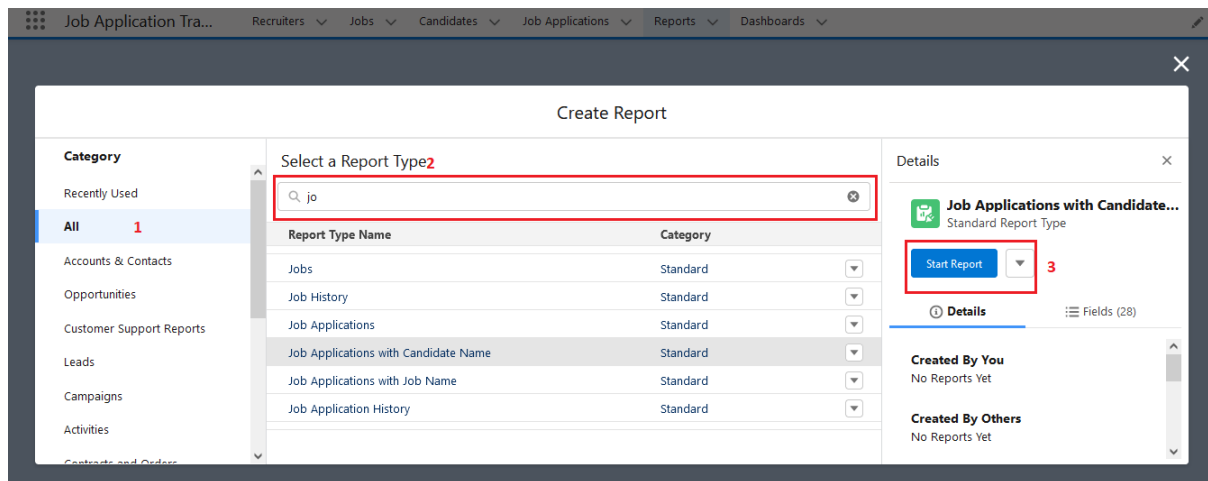 Job Application Tra... Recruiters Jobs Candidates Job Applications Reports Dashboards
Create Report
Category
Recently Used
All 1
Accounts & Contacts
Opportunities
Customer Support Reports
Leads
Campaigns
Activities
Contracts and Orders
Select a Report Type2
jo
Report Type Name Category
Jobs Standard
Job History Standard
Job Applications Standard
Job Applications with Candidate Name Standard
Job Applications with Job Name Standard
Job Application History Standard
Details
Job Applications with Candidate...
Standard Report Type
Start Report 3
Details Fields (28)
Created By You
No Reports Yet
Created By Others
No Reports Yet